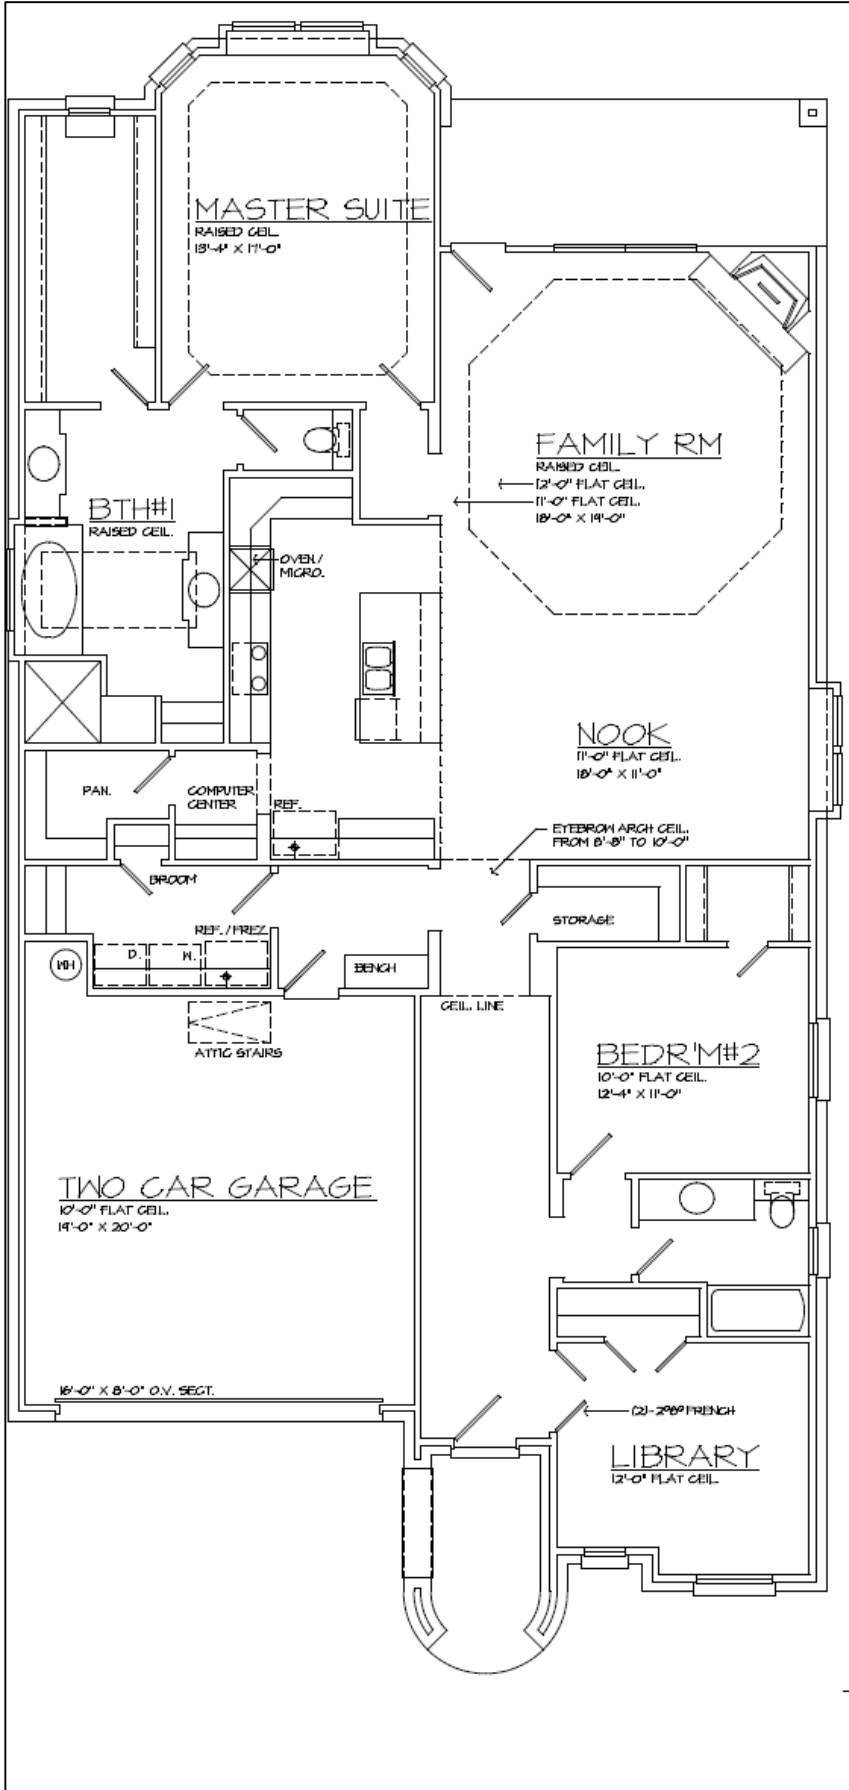 MASTER SUITE
RAISED CEIL.
13'-4" X 17'-0"
FAMILY RM
RAISED CEIL.
12'-0" FLAT CEIL.
11'-0" FLAT CEIL.
18'-0" X 19'-0"
BTH#1
RAISED CEIL.
OVEN/
MICRO.
NOOK
11'-0" FLAT CEIL.
18'-0" X 11'-0"
PAN.
COMPUTER
CENTER
REF.
EYEBROW ARCH CEIL.
FROM 8'-8" TO 10'-0"
BROOM
STORAGE
REF./FREZ.
D.
W.
WH
BENCH
CEIL. LINE
ATTIC STAIRS
BEDR'M#2
10'-0" FLAT CEIL.
12'-4" X 11'-0"
TWO CAR GARAGE
10'-0" FLAT CEIL.
19'-0" X 20'-0"
16'-0" X 8'-0" O.V. SECT.
FRENCH
LIBRARY
12'-0" FLAT CEIL.